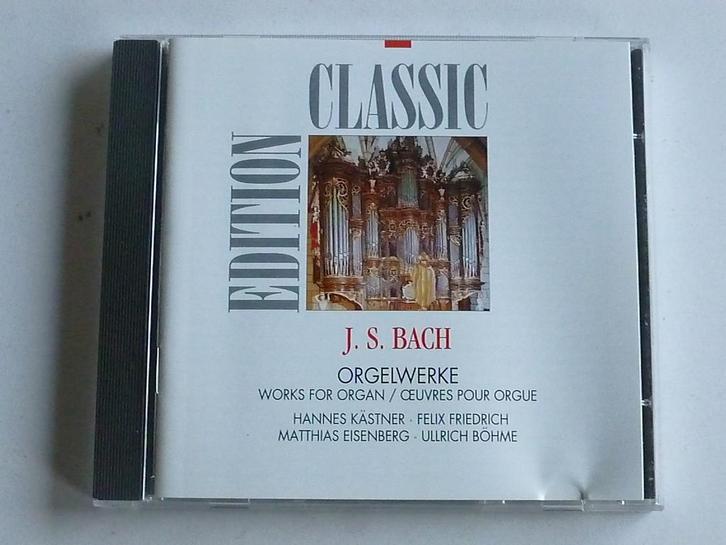 EDITION
CLASSIC
J. S. BACH
ORGELWERKE
WORKS FOR ORGAN / ŒUVRES POUR ORGUE
HANNES KÄSTNER · FELIX FRIEDRICH
MATTHIAS EISENBERG · ULLRICH BÖHME